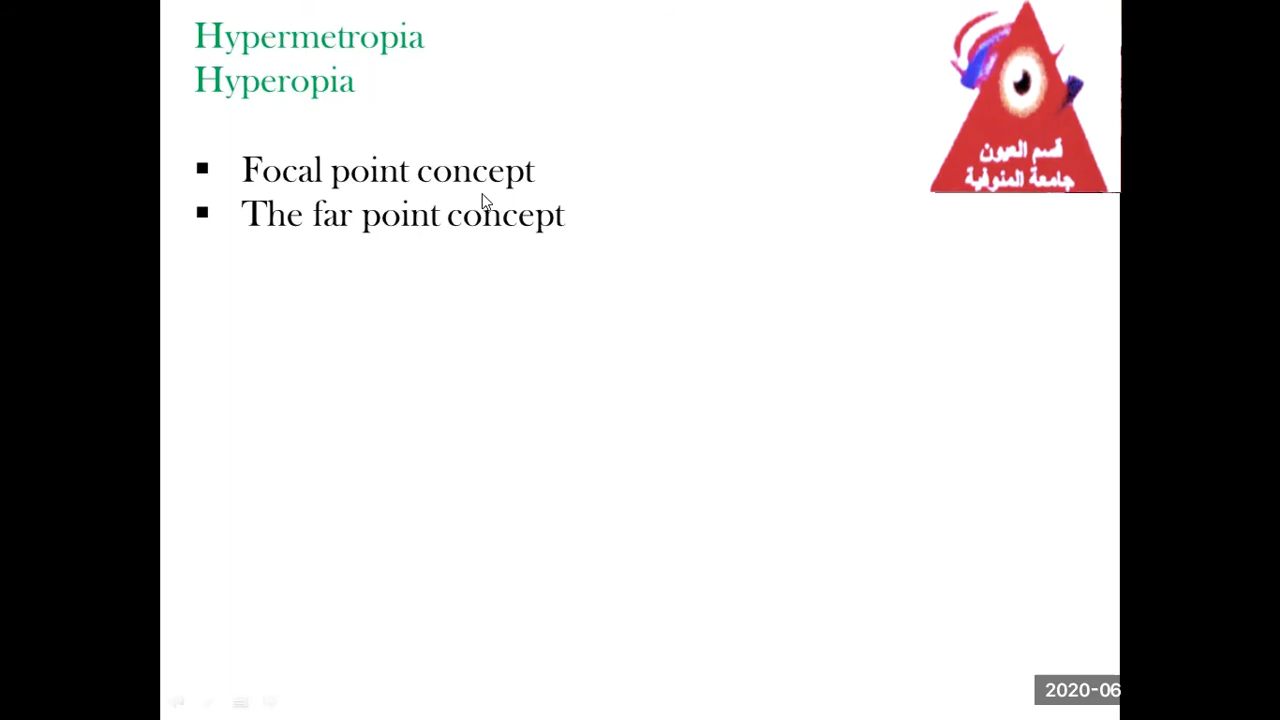 Hypermetropia
Hyperopia
▪ Focal point concept
▪ The far point concept
قسم العيون
جامعة المنوفية
2020-06